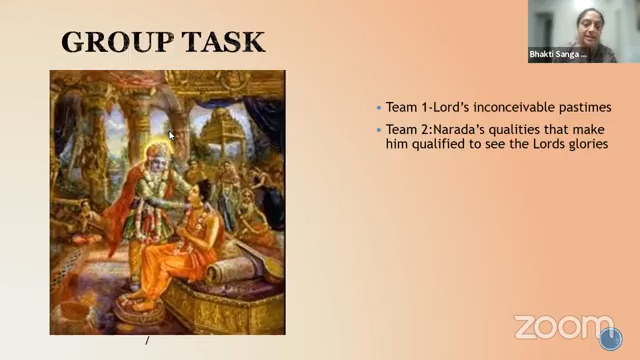 GROUP TASK
Bhakti Sanga ...
▪ Team 1-Lord's inconceivable pastimes
▪ Team 2:Narada's qualities that make
him qualified to see the Lords glories
/
zoom